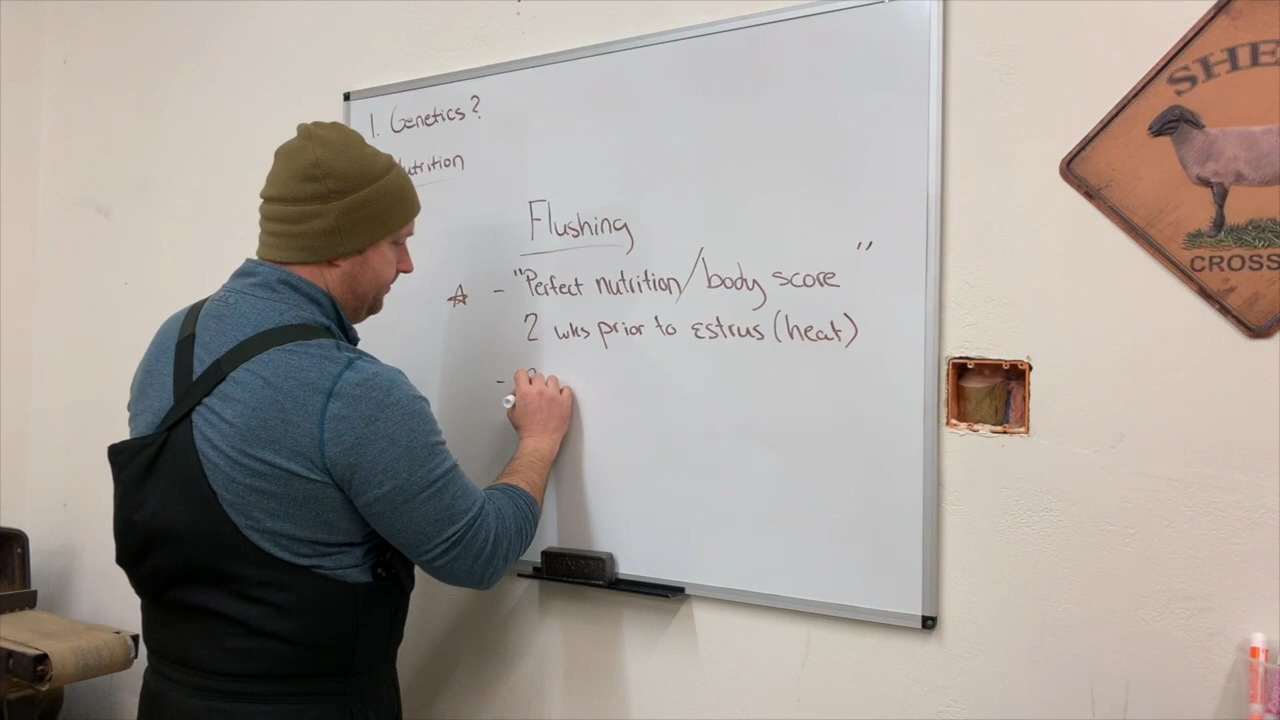 1. Genetics?
utrition
Flushing
☆ - "Perfect nutrition/body score"
2 wks prior to estrus (heat)
-
SHE
CROSS